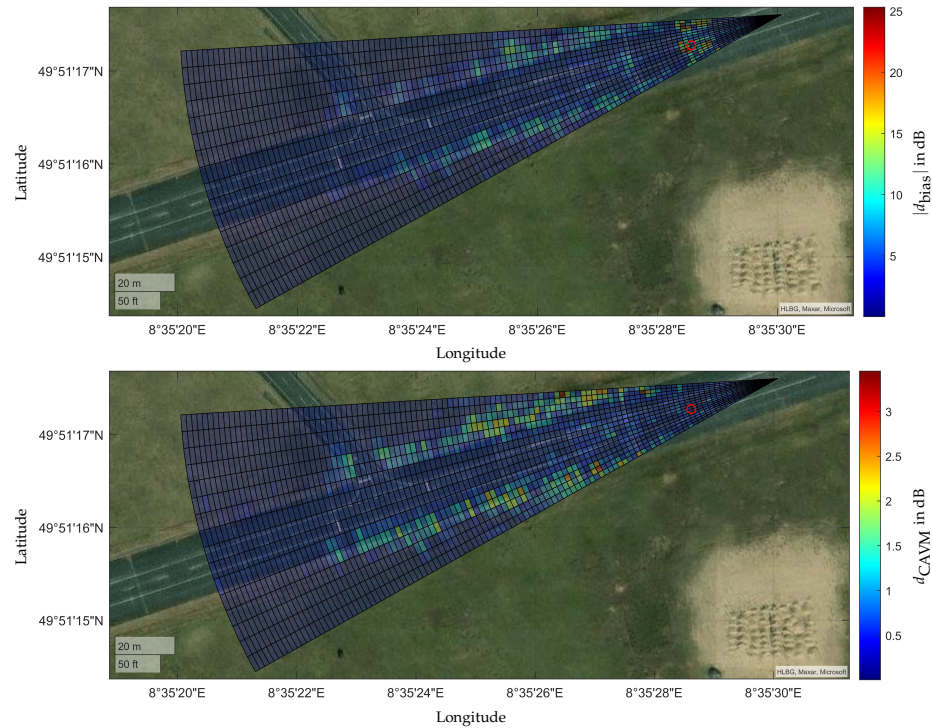 25
49°51'17"N
20
15
49°51'16"N
10
49°51'15"N
5
Latitude
|dbias| in dB
20 m
50 ft
HLBG, Maxar, Microsoft
8°35'20"E 8°35'22"E 8°35'24"E 8°35'26"E 8°35'28"E 8°35'30"E
Longitude
3
49°51'17"N
2.5
2
49°51'16"N
1.5
1
49°51'15"N
0.5
Latitude
dCAVM in dB
20 m
50 ft
HLBG, Maxar, Microsoft
8°35'20"E 8°35'22"E 8°35'24"E 8°35'26"E 8°35'28"E 8°35'30"E
Longitude